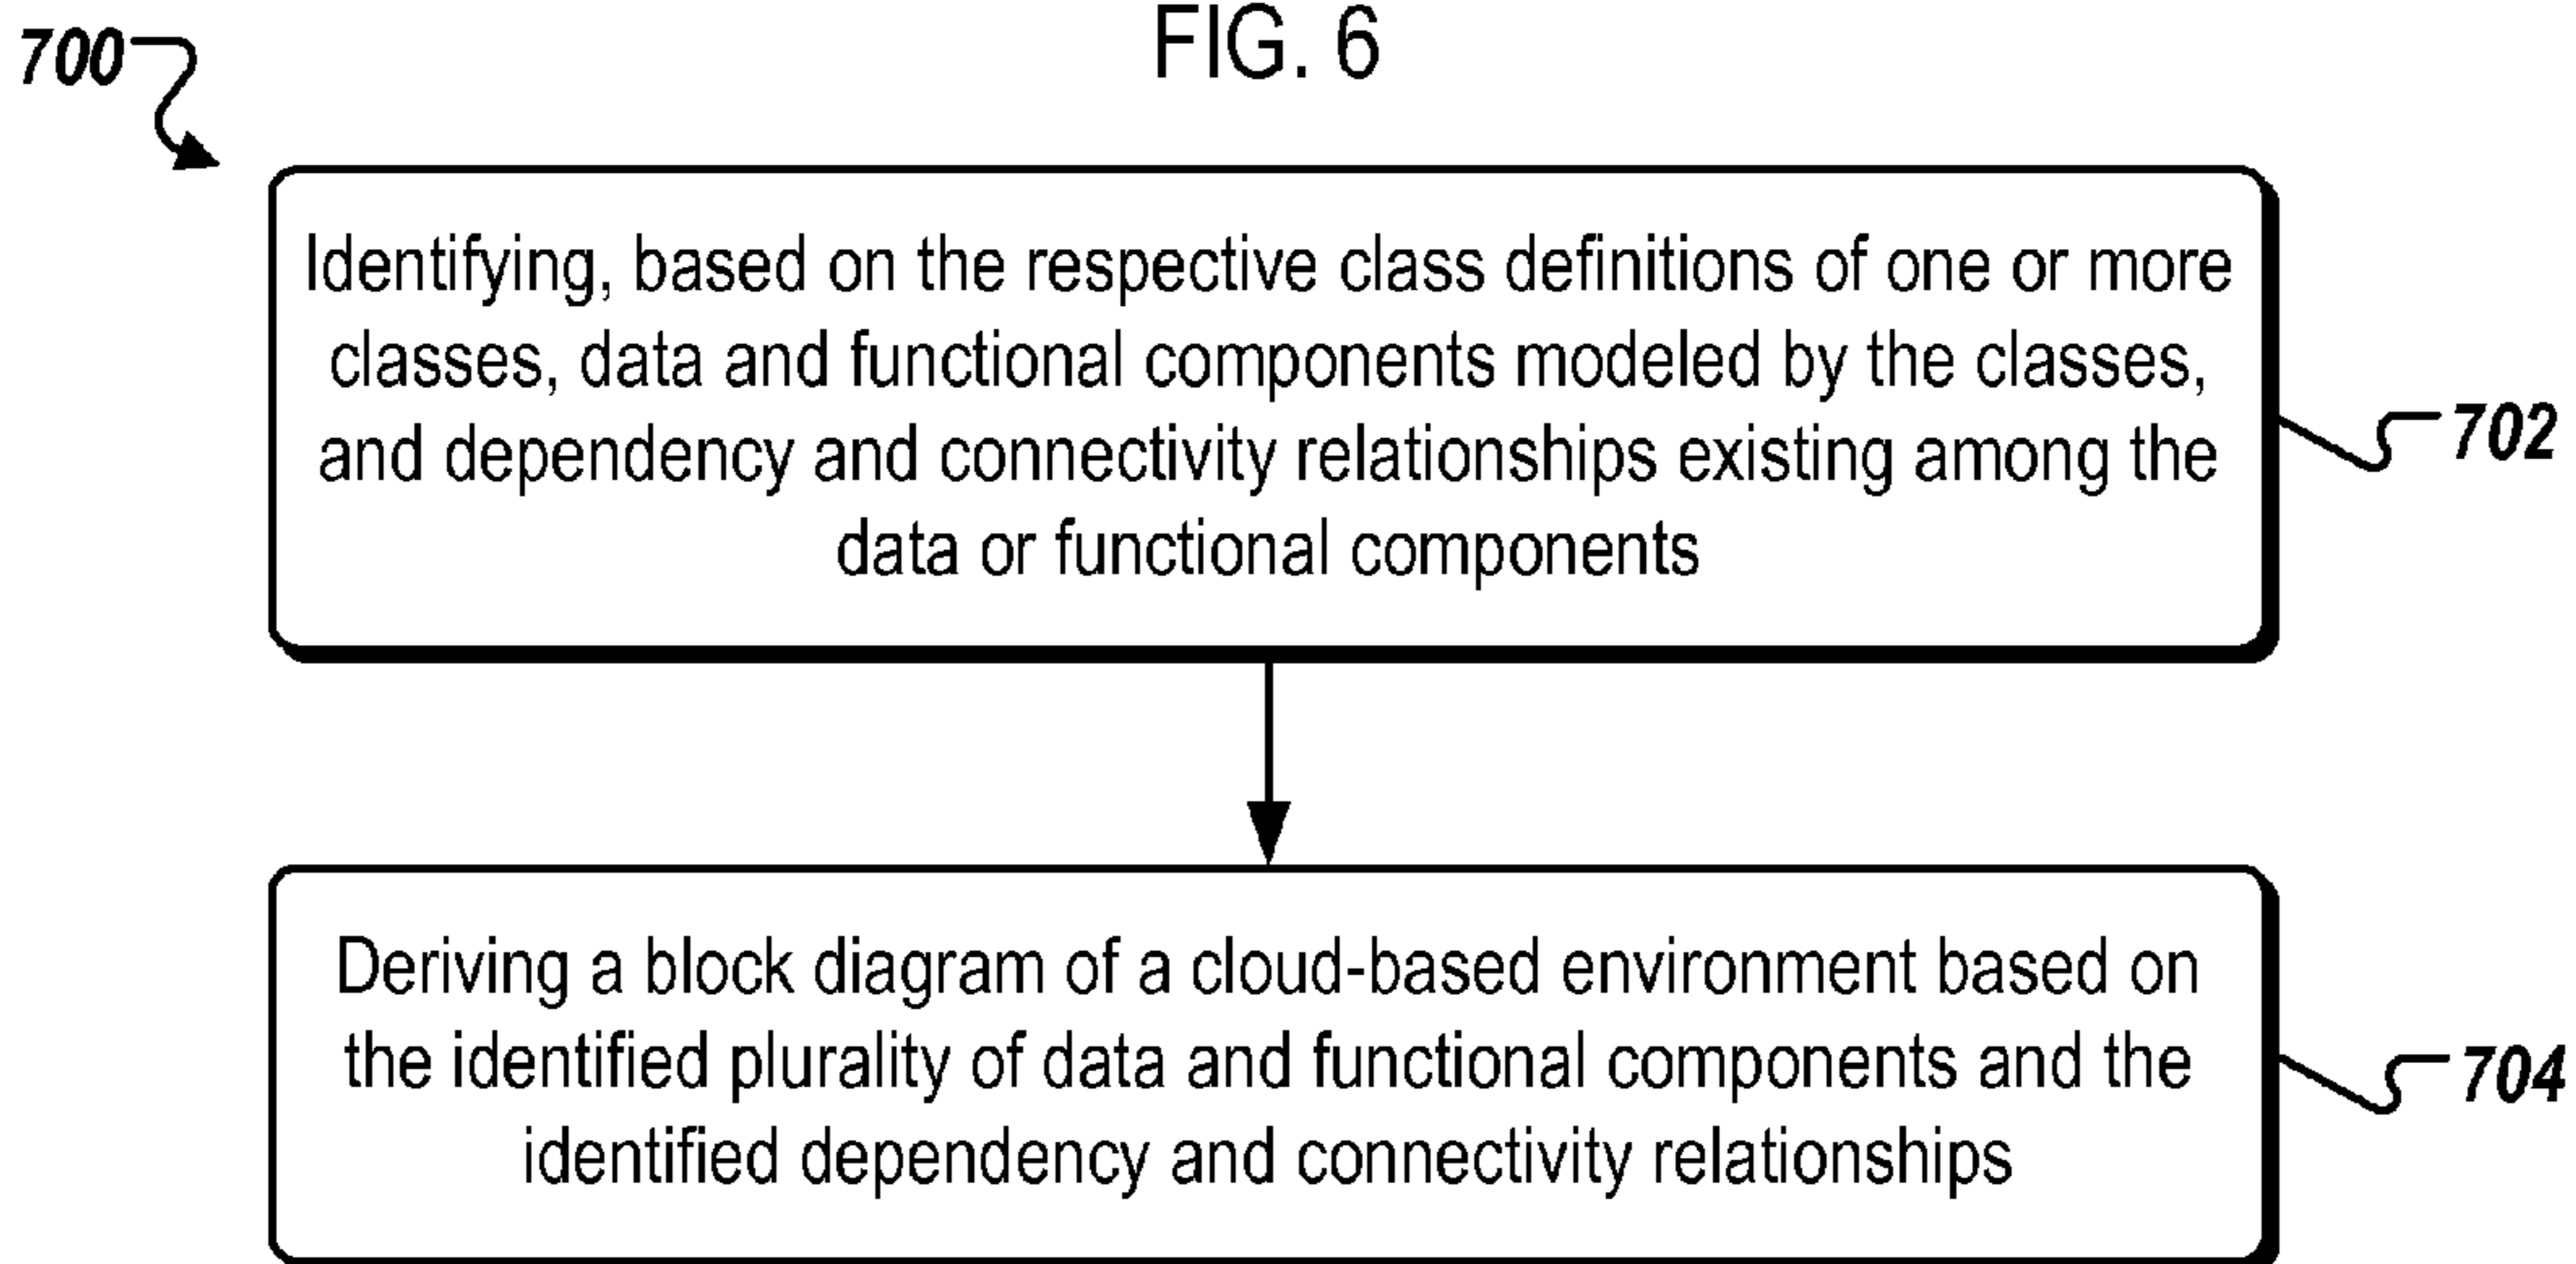 FIG. 6
700
Identifying, based on the respective class definitions of one or more
classes, data and functional components modeled by the classes,
and dependency and connectivity relationships existing among the
data or functional components
702
Deriving a block diagram of a cloud-based environment based on
the identified plurality of data and functional components and the
identified dependency and connectivity relationships
704